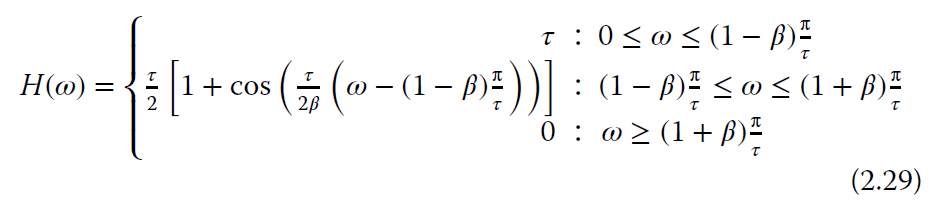 H(ω) = { τ : 0 ≤ ω ≤ (1 − β)π/τ
τ/2 [1 + cos (τ/2β (ω − (1 − β)π/τ))] : (1 − β)π/τ ≤ ω ≤ (1 + β)π/τ
0 : ω ≥ (1 + β)π/τ
(2.29)